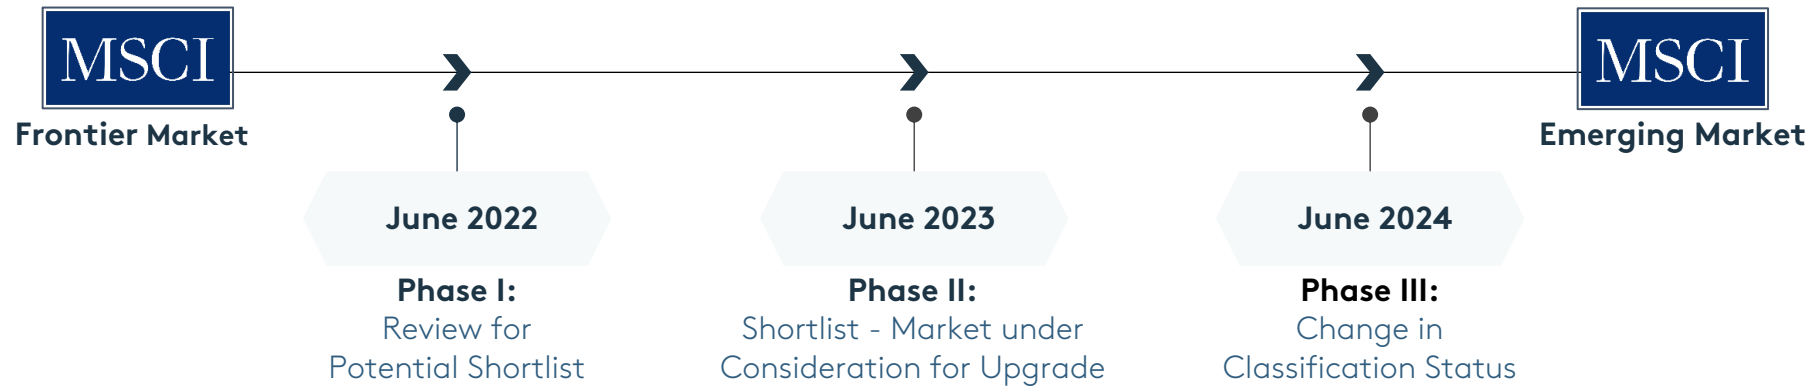 MSCI
Frontier Market
MSCI
Emerging Market
June 2022
Phase I:
Review for
Potential Shortlist
June 2023
Phase II:
Shortlist - Market under
Consideration for Upgrade
June 2024
Phase III:
Change in
Classification Status